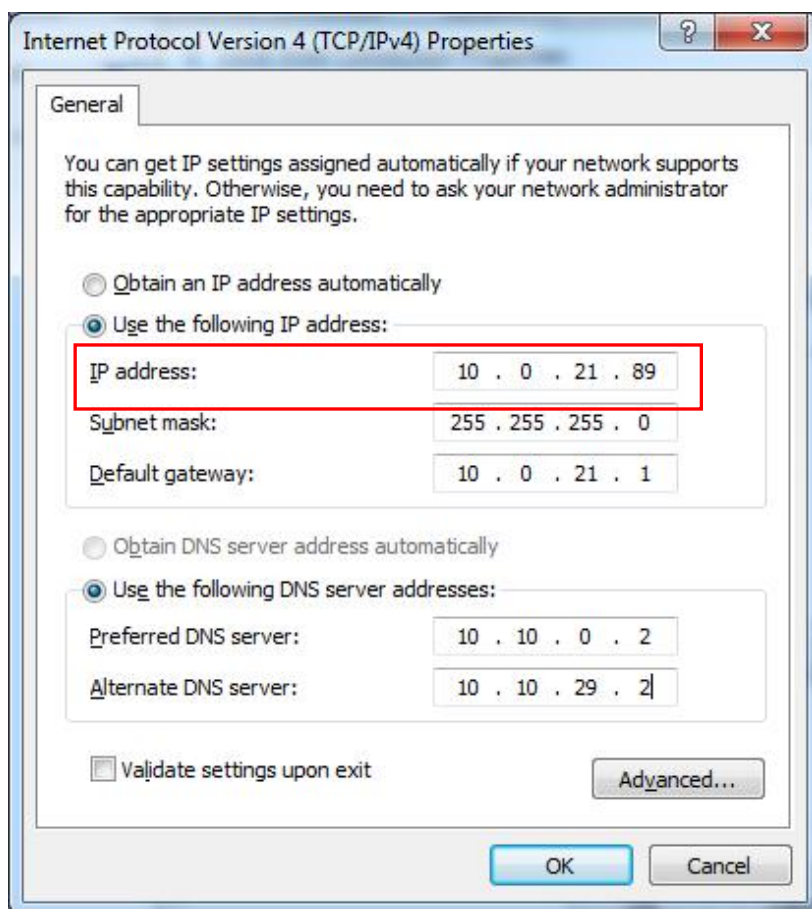 Internet Protocol Version 4 (TCP/IPv4) Properties
General
You can get IP settings assigned automatically if your network supports
this capability. Otherwise, you need to ask your network administrator
for the appropriate IP settings.
Obtain an IP address automatically
Use the following IP address:
IP address: 10 . 0 . 21 . 89
Subnet mask: 255 . 255 . 255 . 0
Default gateway: 10 . 0 . 21 . 1
Obtain DNS server address automatically
Use the following DNS server addresses:
Preferred DNS server: 10 . 10 . 0 . 2
Alternate DNS server: 10 . 10 . 29 . 2
Validate settings upon exit
Advanced...
OK Cancel